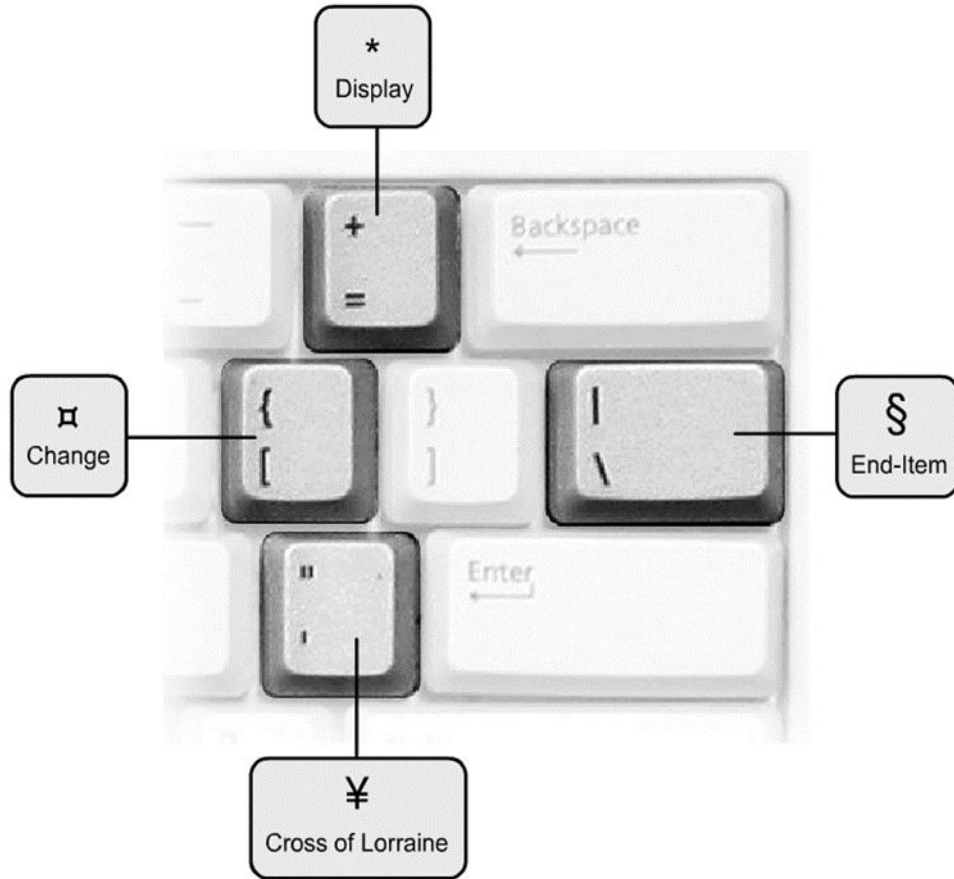 *
Display
+
=
Backspace
¤
Change
{
[
}
]
|
\
§
End-Item
"
'
Enter
¥
Cross of Lorraine